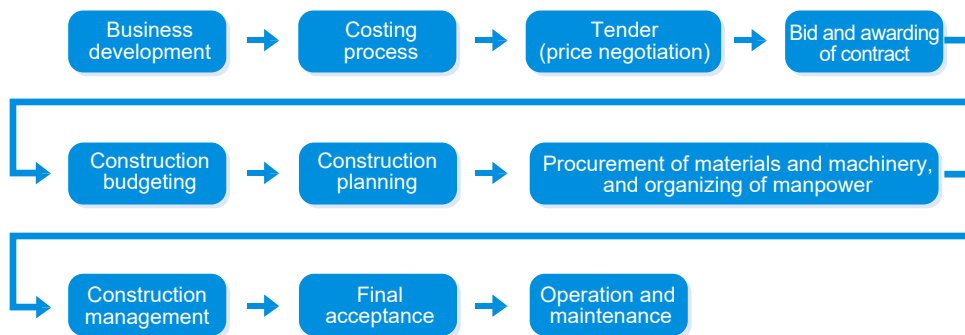 Business
development
Costing
process
Tender
(price negotiation)
Bid and awarding
of contract
Construction
budgeting
Construction
planning
Procurement of materials and machinery,
and organizing of manpower
Construction
management
Final
acceptance
Operation and
maintenance